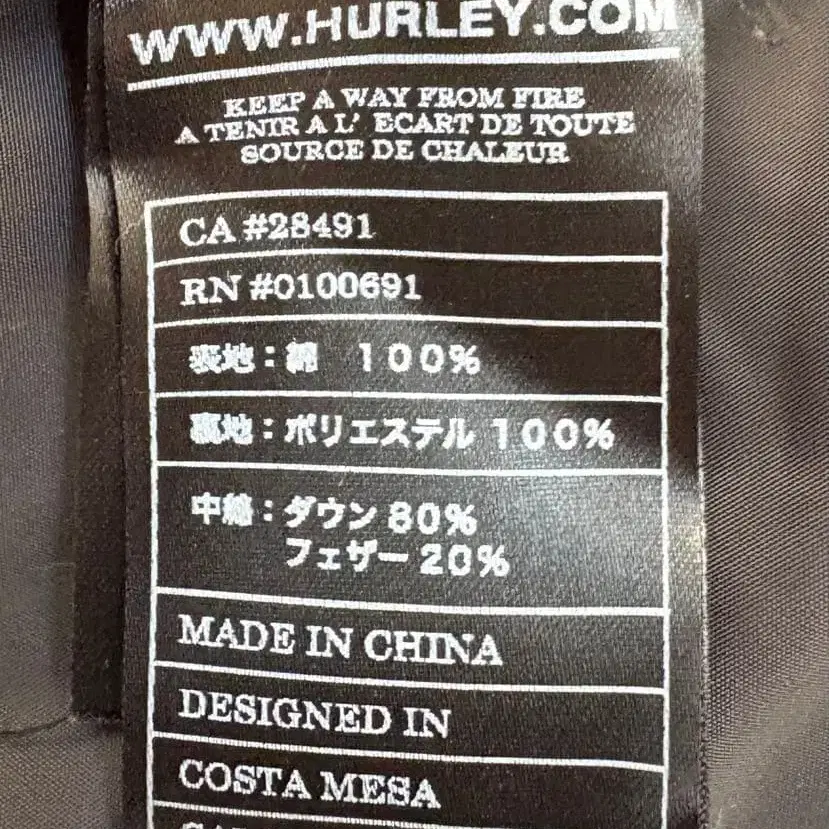 WWW.HURLEY.COM
KEEP A WAY FROM FIRE
A TENIR A L' ECART DE TOUTE
SOURCE DE CHALEUR
CA #28491
RN #0100691
表地：綿 100%
裏地：ポリエステル 100%
中綿：ダウン 80%
フェザー 20%
MADE IN CHINA
DESIGNED IN
COSTA MESA